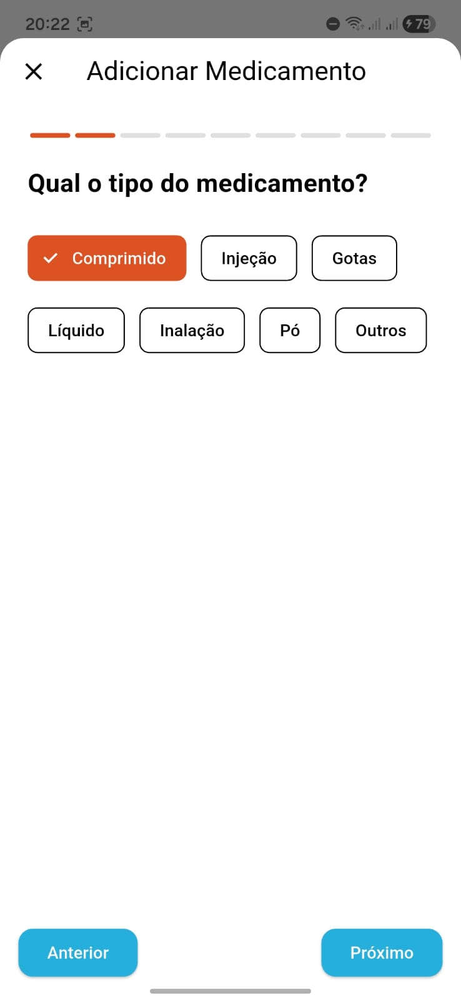 20:22 79
Adicionar Medicamento
Qual o tipo do medicamento?
Comprimido Injeção Gotas
Líquido Inalação Pó Outros
Anterior Próximo